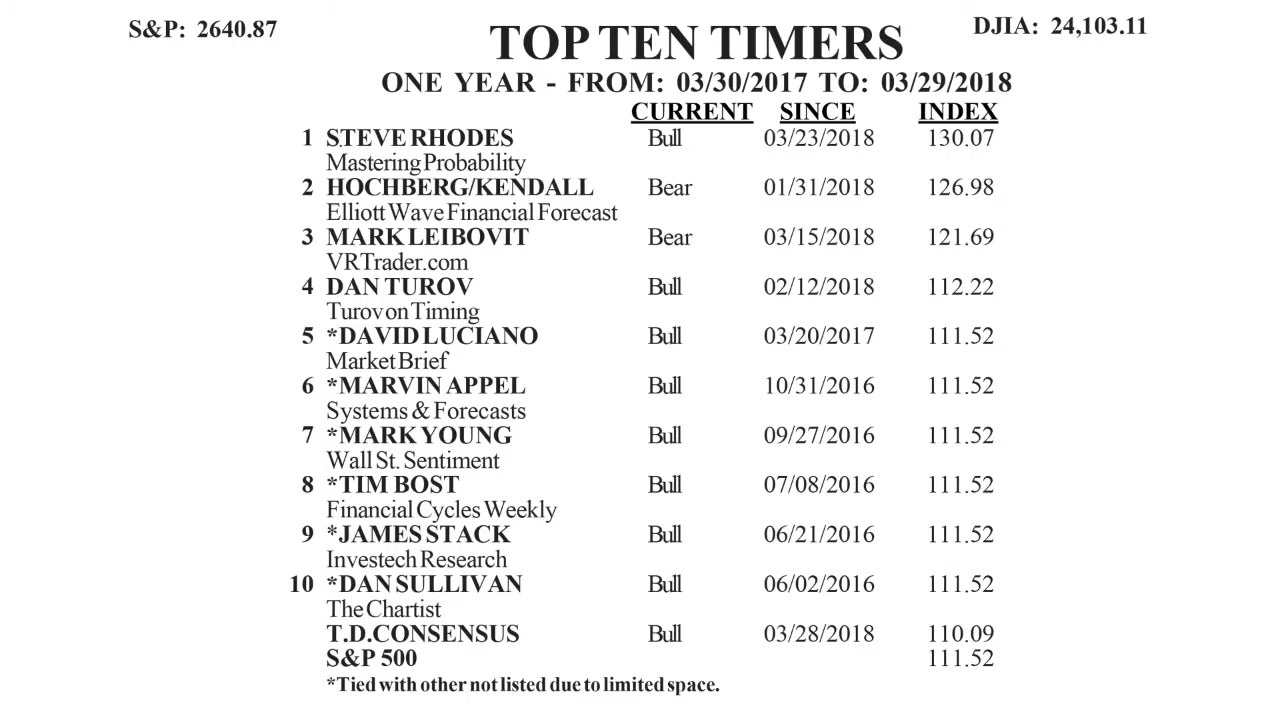 S&P: 2640.87
TOP TEN TIMERS
DJIA: 24,103.11
ONE YEAR - FROM: 03/30/2017 TO: 03/29/2018
CURRENT SINCE INDEX
1 STEVE RHODES Bull 03/23/2018 130.07
Mastering Probability
2 HOCHBERG/KENDALL Bear 01/31/2018 126.98
Elliott Wave Financial Forecast
3 MARK LEIBOVIT Bear 03/15/2018 121.69
VRTrader.com
4 DAN TUROV Bull 02/12/2018 112.22
Turov on Timing
5 *DAVID LUCIANO Bull 03/20/2017 111.52
Market Brief
6 *MARVIN APPEL Bull 10/31/2016 111.52
Systems & Forecasts
7 *MARK YOUNG Bull 09/27/2016 111.52
Wall St. Sentiment
8 *TIM BOST Bull 07/08/2016 111.52
Financial Cycles Weekly
9 *JAMES STACK Bull 06/21/2016 111.52
Investech Research
10 *DAN SULLIVAN Bull 06/02/2016 111.52
The Chartist
T.D.CONSENSUS Bull 03/28/2018 110.09
S&P 500 111.52
*Tied with other not listed due to limited space.